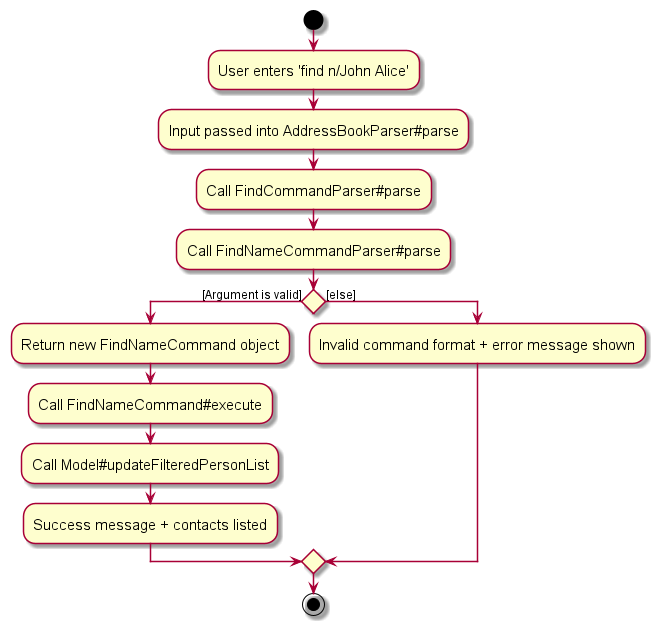 User enters 'find n/John Alice'
Input passed into AddressBookParser#parse
Call FindCommandParser#parse
Call FindNameCommandParser#parse
[Argument is valid]
[else]
Return new FindNameCommand object
Invalid command format + error message shown
Call FindNameCommand#execute
Call Model#updateFilteredPersonList
Success message + contacts listed